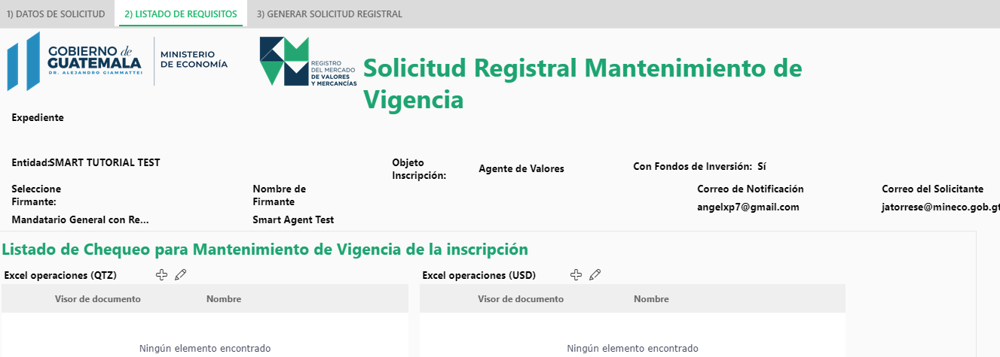 1) DATOS DE SOLICITUD 2) LISTADO DE REQUISITOS 3) GENERAR SOLICITUD REGISTRAL
GOBIERNO de
GUATEMALA
DR. ALEJANDRO GIAMMATTEI
MINISTERIO
DE ECONOMÍA
REGISTRO
DEL MERCADO
DE VALORES
Y MERCANCÍAS
Solicitud Registral Mantenimiento de
Vigencia
Expediente
Entidad:SMART TUTORIAL TEST
Objeto
Inscripción:
Agente de Valores
Con Fondos de Inversión: Sí
Seleccione
Firmante:
Mandatario General con Re...
Nombre de
Firmante
Smart Agent Test
Correo de Notificación
angelxp7@gmail.com
Correo del Solicitante
jatorrese@mineco.gob.gt
Listado de Chequeo para Mantenimiento de Vigencia de la inscripción
Excel operaciones (QTZ)
Visor de documento Nombre
Ningún elemento encontrado
Excel operaciones (USD)
Visor de documento Nombre
Ningún elemento encontrado